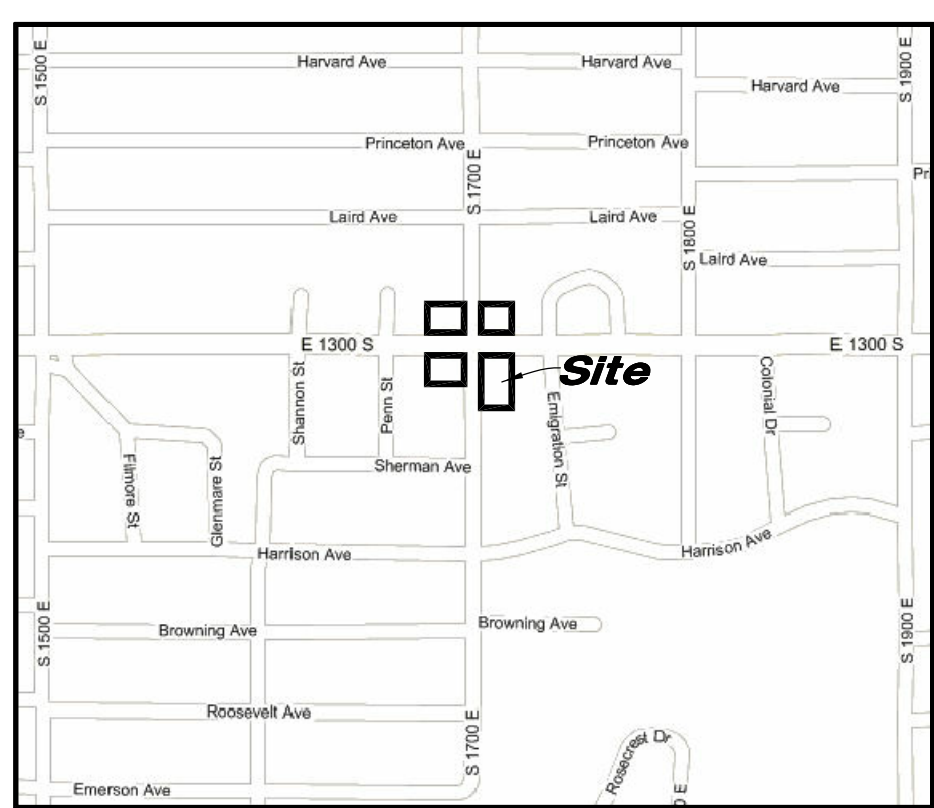 S 1500 E
Harvard Ave
Harvard Ave
S 1900 E
Harvard Ave
Princeton Ave
Princeton Ave
S 1700 E
Pr
Laird Ave
Laird Ave
S 1800 E
Laird Ave
E 1300 S
E 1300 S
Site
Shannon St
Penn St
Emigration St
Colonial Dr
e
Filmore St
Glenmare St
Sherman Ave
Harrison Ave
Harrison Ave
S 1500 E
Browning Ave
Browning Ave
S 1900 E
Roosevelt Ave
S 1700 E
Rosecrest Dr
Emerson Ave
0 E